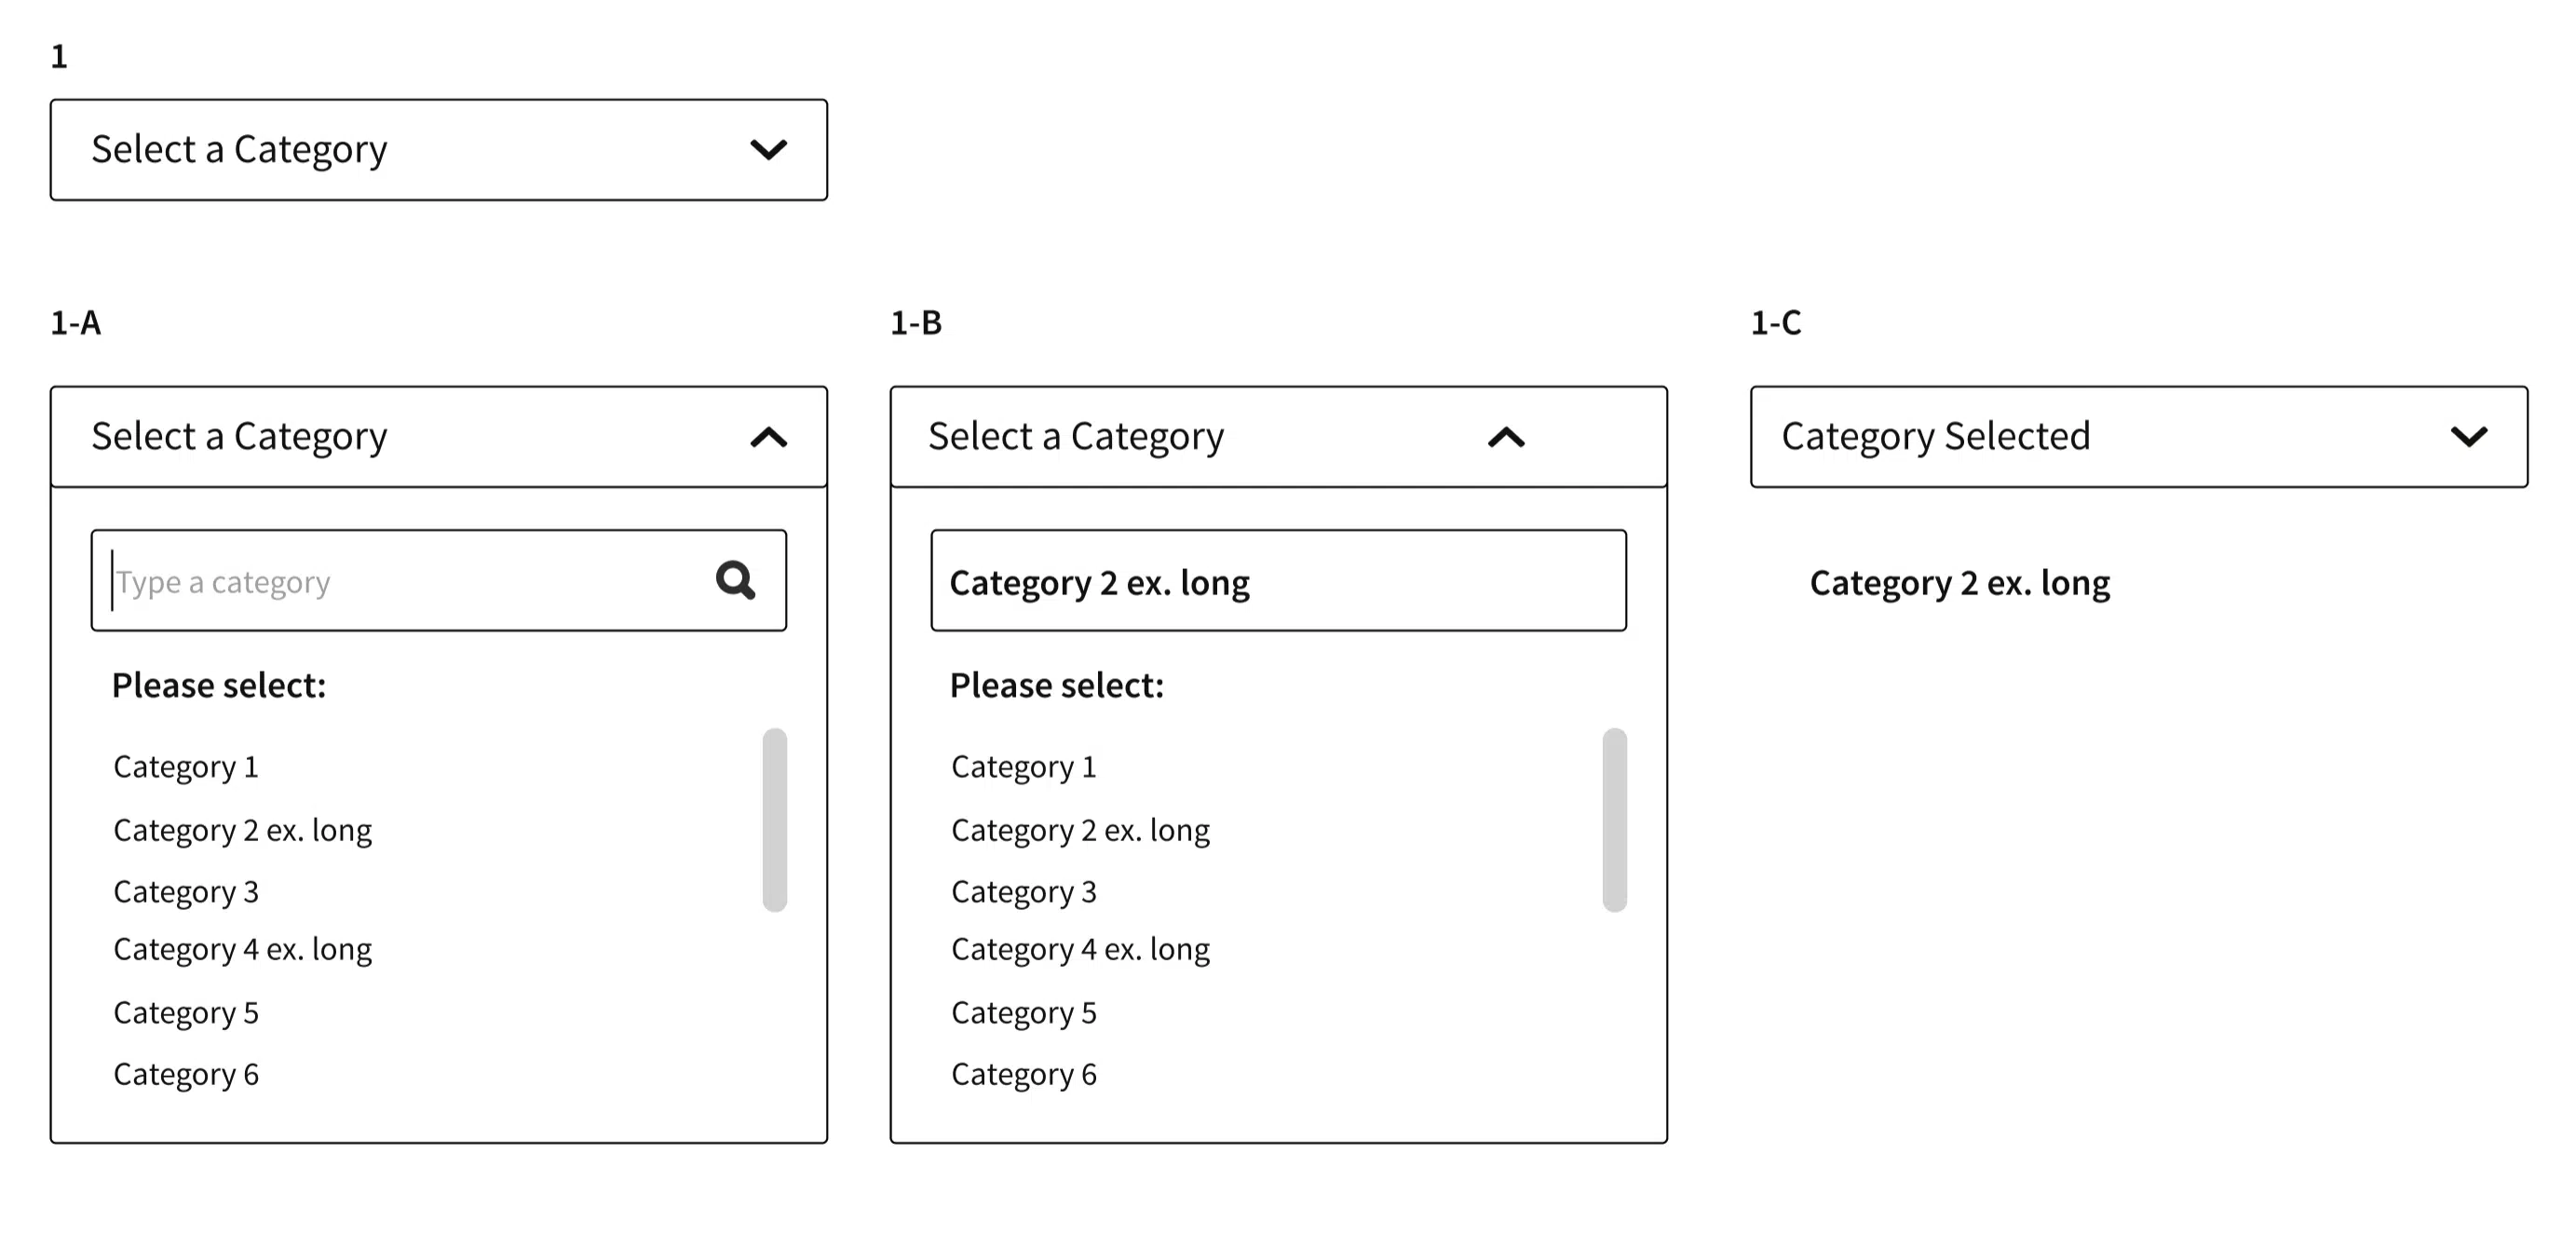 1
Select a Category
1-A
Select a Category
Type a category
Please select:
Category 1
Category 2 ex. long
Category 3
Category 4 ex. long
Category 5
Category 6
1-B
Select a Category
Category 2 ex. long
Please select:
Category 1
Category 2 ex. long
Category 3
Category 4 ex. long
Category 5
Category 6
1-C
Category Selected
Category 2 ex. long